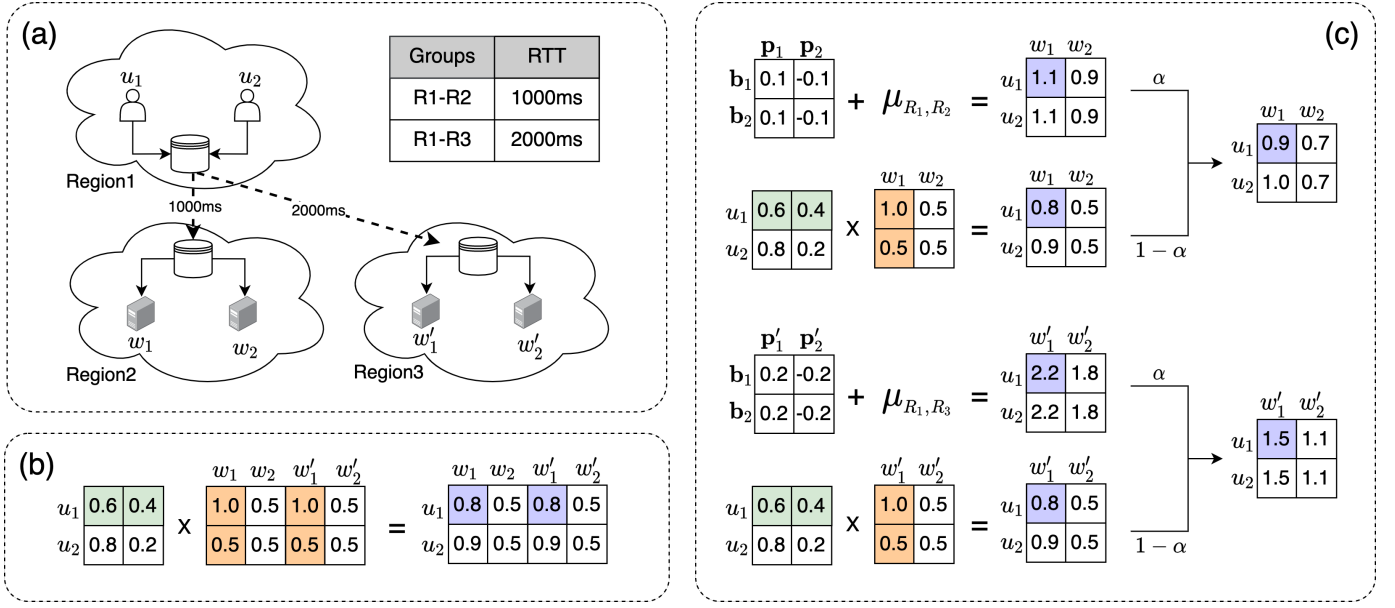 (a)
u₁ u₂
Groups RTT
R1-R2 1000ms
R1-R3 2000ms
Region1
1000ms
2000ms
w₁ w₂
Region2
w′₁ w′₂
Region3
(b)
w₁ w₂ w′₁ w′₂ w₁ w₂ w′₁ w′₂
u₁ 0.6 0.4 1.0 0.5 1.0 0.5 u₁ 0.8 0.5 0.8 0.5
x =
u₂ 0.8 0.2 0.5 0.5 0.5 0.5 u₂ 0.9 0.5 0.9 0.5
(c)
p₁ p₂ w₁ w₂
b₁ 0.1 -0.1 u₁ 1.1 0.9 α
+ μ_{R₁,R₂} =
b₂ 0.1 -0.1 u₂ 1.1 0.9
w₁ w₂
u₁ 0.9 0.7
u₂ 1.0 0.7
w₁ w₂ w₁ w₂
u₁ 0.6 0.4 1.0 0.5 u₁ 0.8 0.5
x =
u₂ 0.8 0.2 0.5 0.5 u₂ 0.9 0.5 1 − α
p′₁ p′₂ w′₁ w′₂
b₁ 0.2 -0.2 u₁ 2.2 1.8 α
+ μ_{R₁,R₃} =
b₂ 0.2 -0.2 u₂ 2.2 1.8
w′₁ w′₂
u₁ 1.5 1.1
u₂ 1.5 1.1
w′₁ w′₂ w′₁ w′₂
u₁ 0.6 0.4 1.0 0.5 u₁ 0.8 0.5
x =
u₂ 0.8 0.2 0.5 0.5 u₂ 0.9 0.5 1 − α